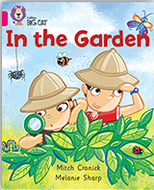 Collins
BIG CAT
In the Garden
Mitch Cronick
Melanie Sharp